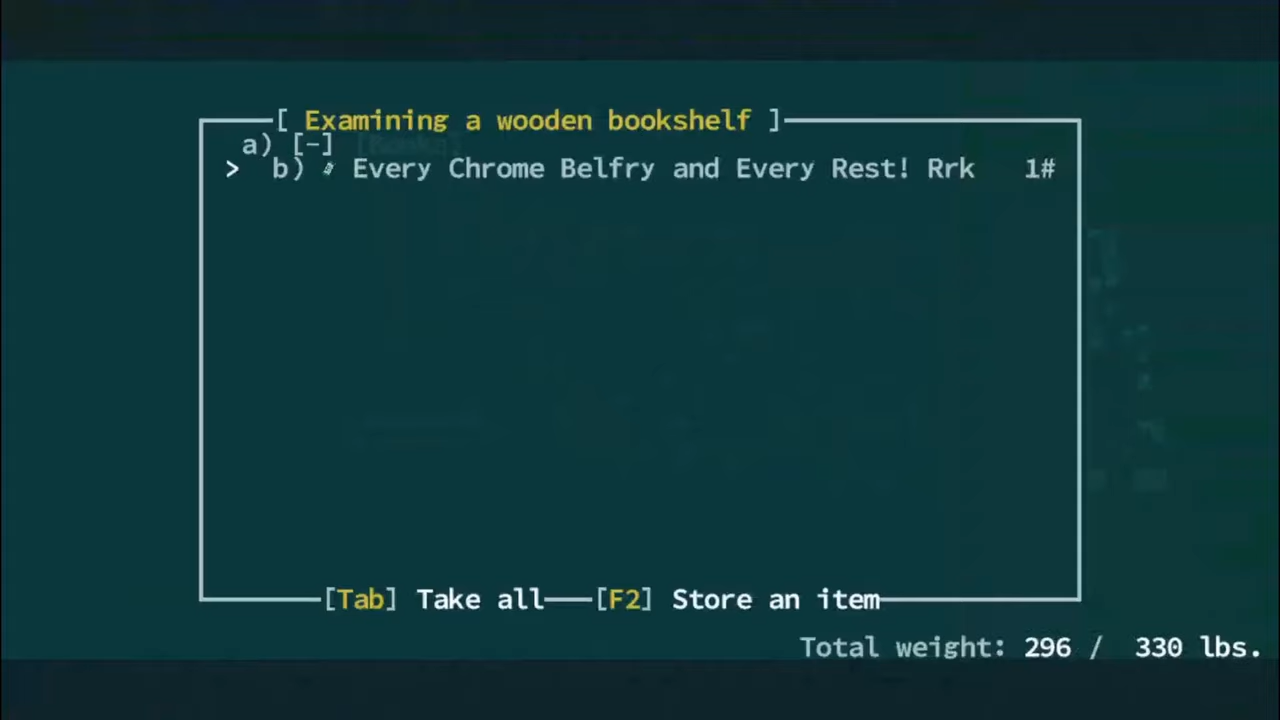 [ Examining a wooden bookshelf ]
a) [-] [Books]
> b) Every Chrome Belfry and Every Rest! Rrk 1#
[Tab] Take all [F2] Store an item
Total weight: 296 / 330 lbs.